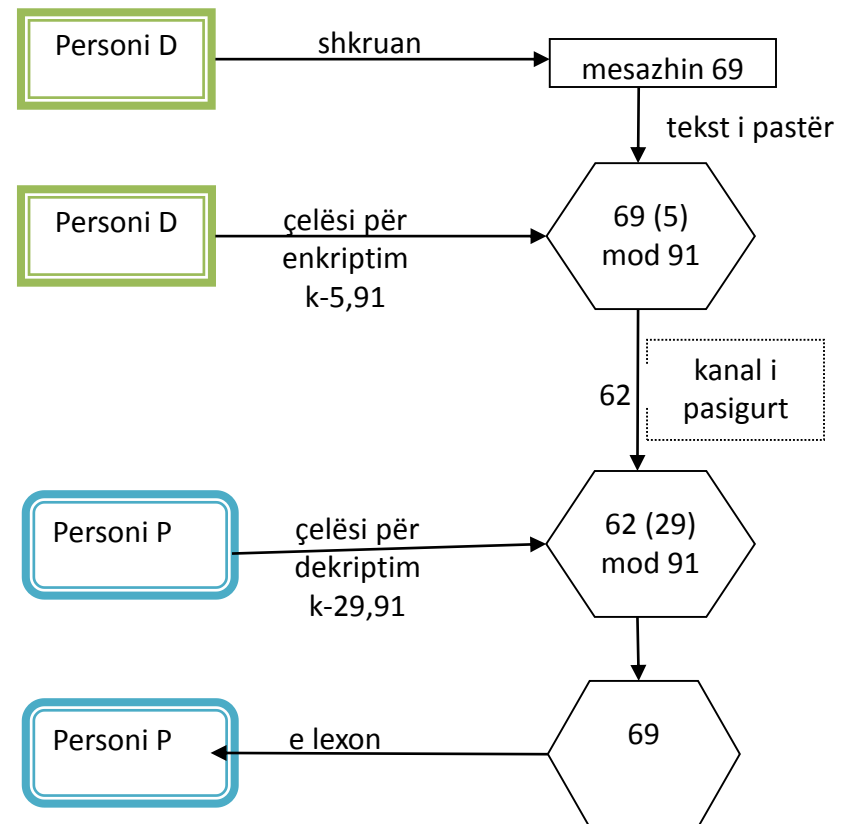 Personi D
shkruan
mesazhin 69
tekst i pastër
Personi D
çelësi për
enkriptim
k-5,91
69 (5)
mod 91
62
kanal i
pasigurt
Personi P
çelësi për
dekriptim
k-29,91
62 (29)
mod 91
Personi P
e lexon
69